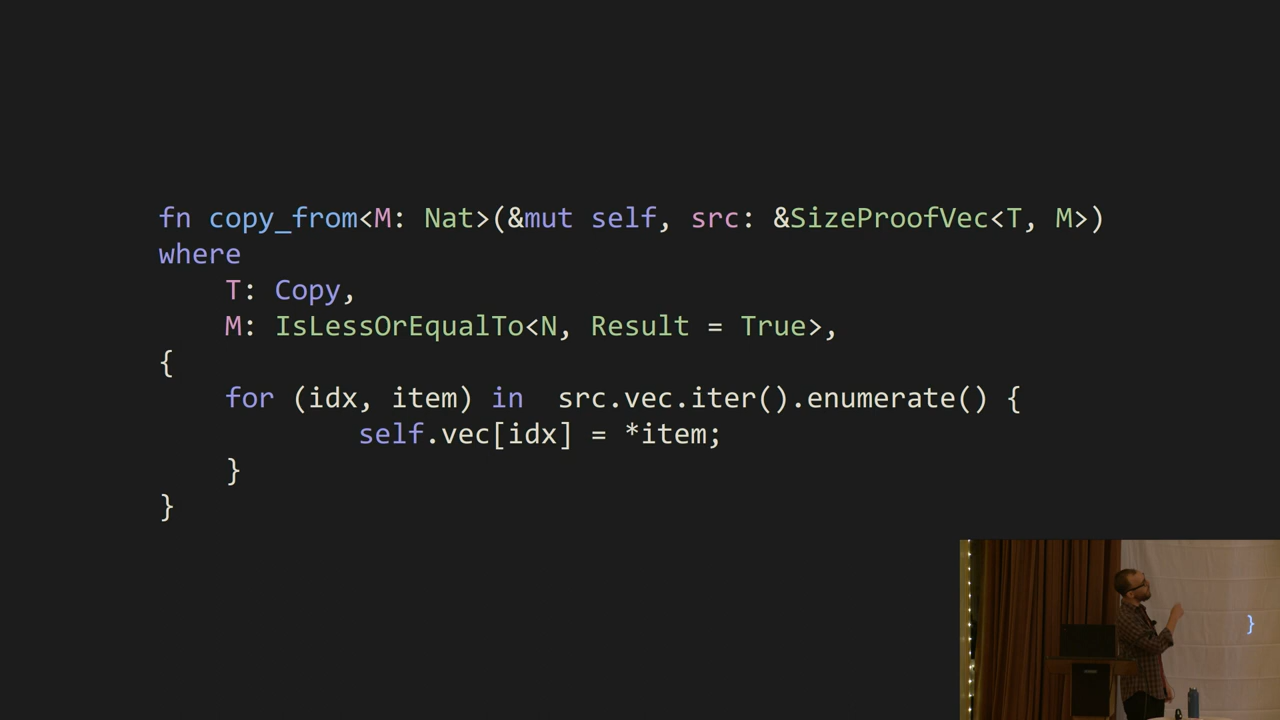 fn copy_from<M: Nat>(&mut self, src: &SizeProofVec<T, M>)
where
    T: Copy,
    M: IsLessOrEqualTo<N, Result = True>,
{
    for (idx, item) in  src.vec.iter().enumerate() {
            self.vec[idx] = *item;
    }
}
}